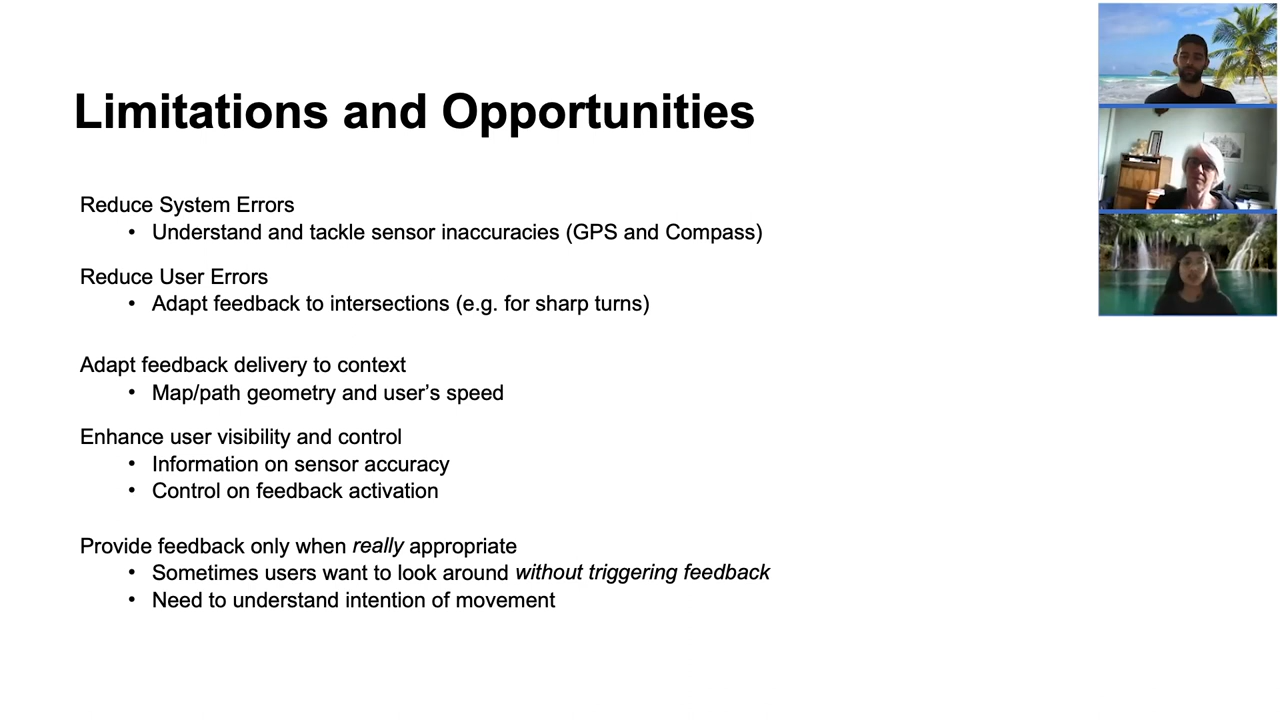 Limitations and Opportunities
Reduce System Errors
• Understand and tackle sensor inaccuracies (GPS and Compass)
Reduce User Errors
• Adapt feedback to intersections (e.g. for sharp turns)
Adapt feedback delivery to context
• Map/path geometry and user’s speed
Enhance user visibility and control
• Information on sensor accuracy
• Control on feedback activation
Provide feedback only when really appropriate
• Sometimes users want to look around without triggering feedback
• Need to understand intention of movement